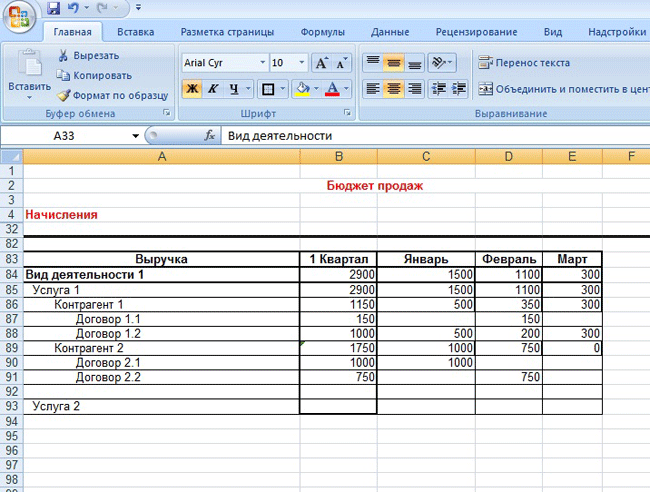 Главная Вставка Разметка страницы Формулы Данные Рецензирование Вид Надстройки
Вставить
Вырезать
Копировать
Формат по образцу
Буфер обмена
Arial Cyr 10 A A
Ж К Ч А
Шрифт
Перенос текста
Объединить и поместить в цен
Выравнивание
A33 fx Вид деятельности
A B C D E F
1
2 Бюджет продаж
3
4 Начисления
32
82
83 Выручка 1 Квартал Январь Февраль Март
84 Вид деятельности 1 2900 1500 1100 300
85 Услуга 1 2900 1500 1100 300
86 Контрагент 1 1150 500 350 300
87 Договор 1.1 150 150
88 Договор 1.2 1000 500 200 300
89 Контрагент 2 1750 1000 750 0
90 Договор 2.1 1000 1000
91 Договор 2.2 750 750
92
93 Услуга 2
94
95
96
97
98